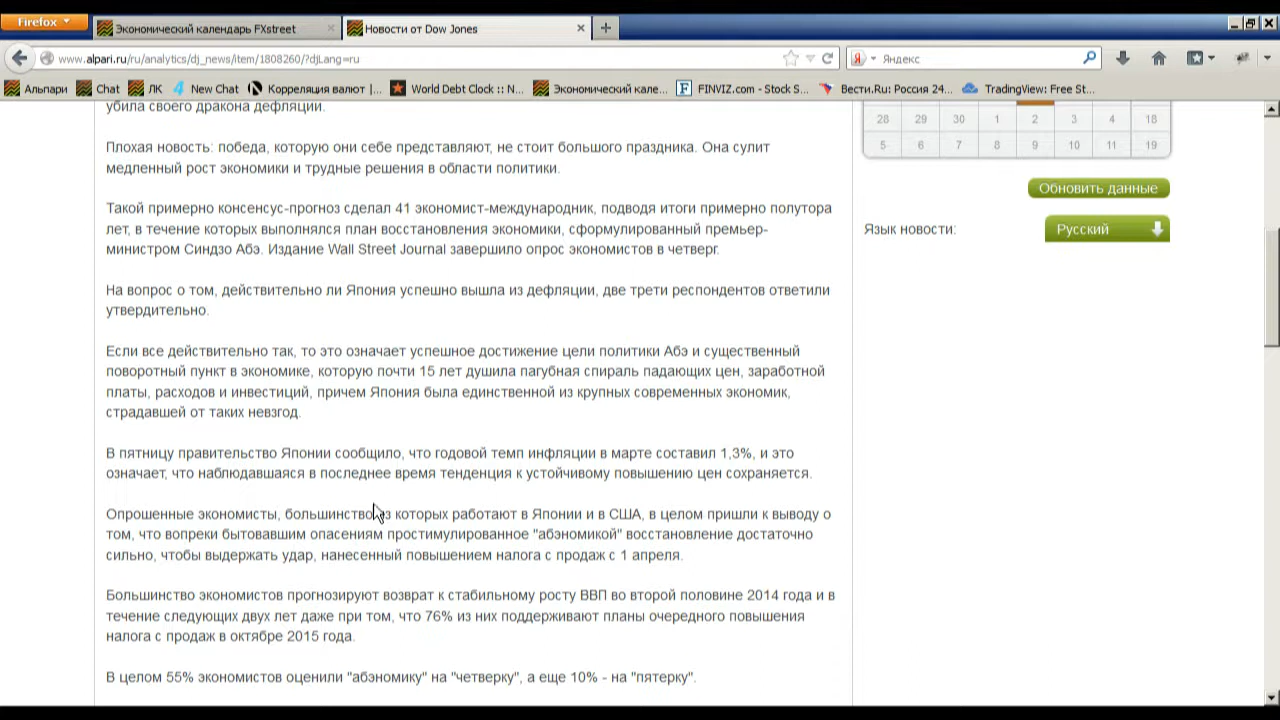 Firefox
Экономический календарь FXstreet
Новости от Dow Jones
www.alpari.ru/ru/analytics/dj_news/item/1808260/?djLang=ru
Яндекс
Альпари
Chat
ЛК
New Chat
Корреляция валют |...
World Debt Clock :: N...
Экономический кале...
FINVIZ.com - Stock S...
Вести.Ru: Россия 24...
TradingView: Free St...
убила своего дракона дефляции.
Плохая новость: победа, которую они себе представляют, не стоит большого праздника. Она сулит
медленный рост экономики и трудные решения в области политики.
Такой примерно консенсус-прогноз сделал 41 экономист-международник, подводя итоги примерно полутора
лет, в течение которых выполнялся план восстановления экономики, сформулированный премьер-
министром Синдзо Абэ. Издание Wall Street Journal завершило опрос экономистов в четверг.
На вопрос о том, действительно ли Япония успешно вышла из дефляции, две трети респондентов ответили
утвердительно.
Если все действительно так, то это означает успешное достижение цели политики Абэ и существенный
поворотный пункт в экономике, которую почти 15 лет душила пагубная спираль падающих цен, заработной
платы, расходов и инвестиций, причем Япония была единственной из крупных современных экономик,
страдавшей от таких невзгод.
В пятницу правительство Японии сообщило, что годовой темп инфляции в марте составил 1,3%, и это
означает, что наблюдавшаяся в последнее время тенденция к устойчивому повышению цен сохраняется.
Опрошенные экономисты, большинство из которых работают в Японии и в США, в целом пришли к выводу о
том, что вопреки бытовавшим опасениям простимулированное "абэномикой" восстановление достаточно
сильно, чтобы выдержать удар, нанесенный повышением налога с продаж с 1 апреля.
Большинство экономистов прогнозируют возврат к стабильному росту ВВП во второй половине 2014 года и в
течение следующих двух лет даже при том, что 76% из них поддерживают планы очередного повышения
налога с продаж в октябре 2015 года.
В целом 55% экономистов оценили "абэномику" на "четверку", а еще 10% - на "пятерку".
28 29 30 1 2 3 4 18
5 6 7 8 9 10 11 19
Обновить данные
Язык новости:
Русский